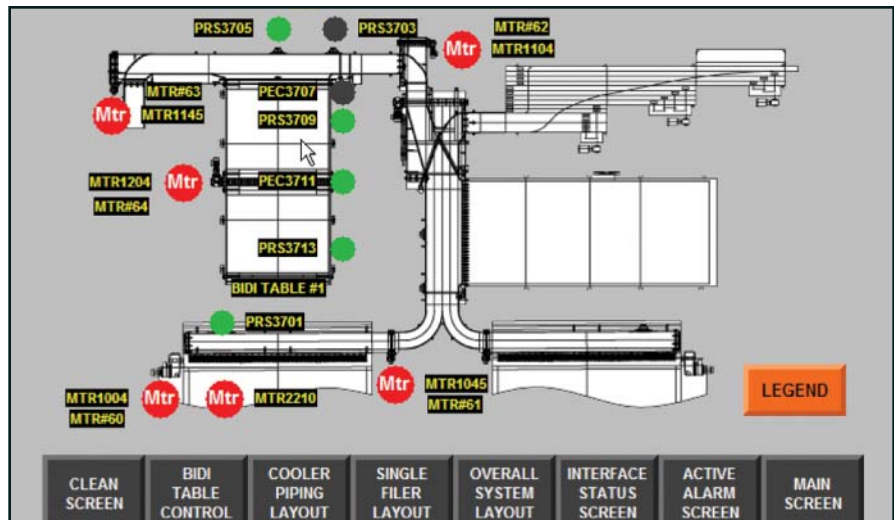 PRS3705
PRS3703
MTR#62
Mtr
MTR1104
MTR#63
PEC3707
Mtr
MTR1145
PRS3709
MTR1204
Mtr
PEC3711
MTR#64
PRS3713
BIDI TABLE #1
PRS3701
MTR1004
Mtr
Mtr
MTR2210
Mtr
MTR1045
MTR#60
MTR#61
LEGEND
CLEAN
SCREEN
BIDI
TABLE
CONTROL
COOLER
PIPING
LAYOUT
SINGLE
FILER
LAYOUT
OVERALL
SYSTEM
LAYOUT
INTERFACE
STATUS
SCREEN
ACTIVE
ALARM
SCREEN
MAIN
SCREEN